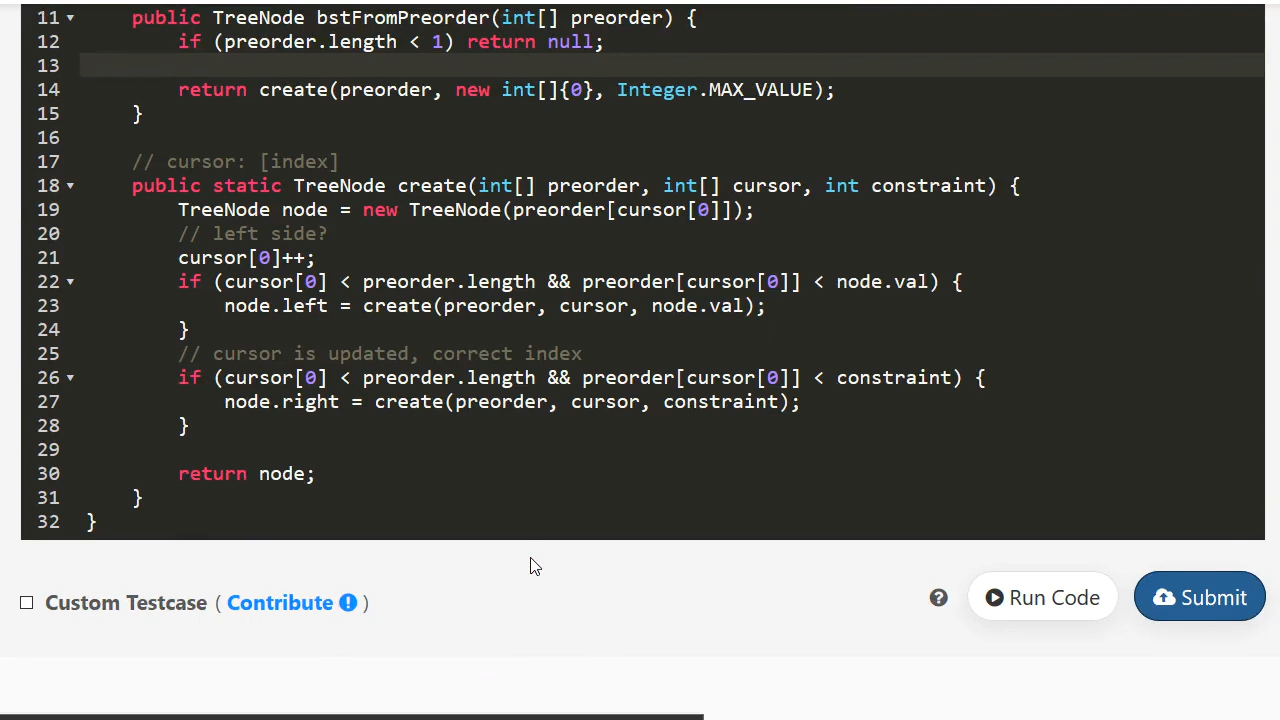 11 public TreeNode bstFromPreorder(int[] preorder) {
12 if (preorder.length < 1) return null;
13
14 return create(preorder, new int[]{0}, Integer.MAX_VALUE);
15 }
16
17 // cursor: [index]
18 public static TreeNode create(int[] preorder, int[] cursor, int constraint) {
19 TreeNode node = new TreeNode(preorder[cursor[0]]);
20 // left side?
21 cursor[0]++;
22 if (cursor[0] < preorder.length && preorder[cursor[0]] < node.val) {
23 node.left = create(preorder, cursor, node.val);
24 }
25 // cursor is updated, correct index
26 if (cursor[0] < preorder.length && preorder[cursor[0]] < constraint) {
27 node.right = create(preorder, cursor, constraint);
28 }
29
30 return node;
31 }
32 }
Custom Testcase ( Contribute ! )
? Run Code Submit